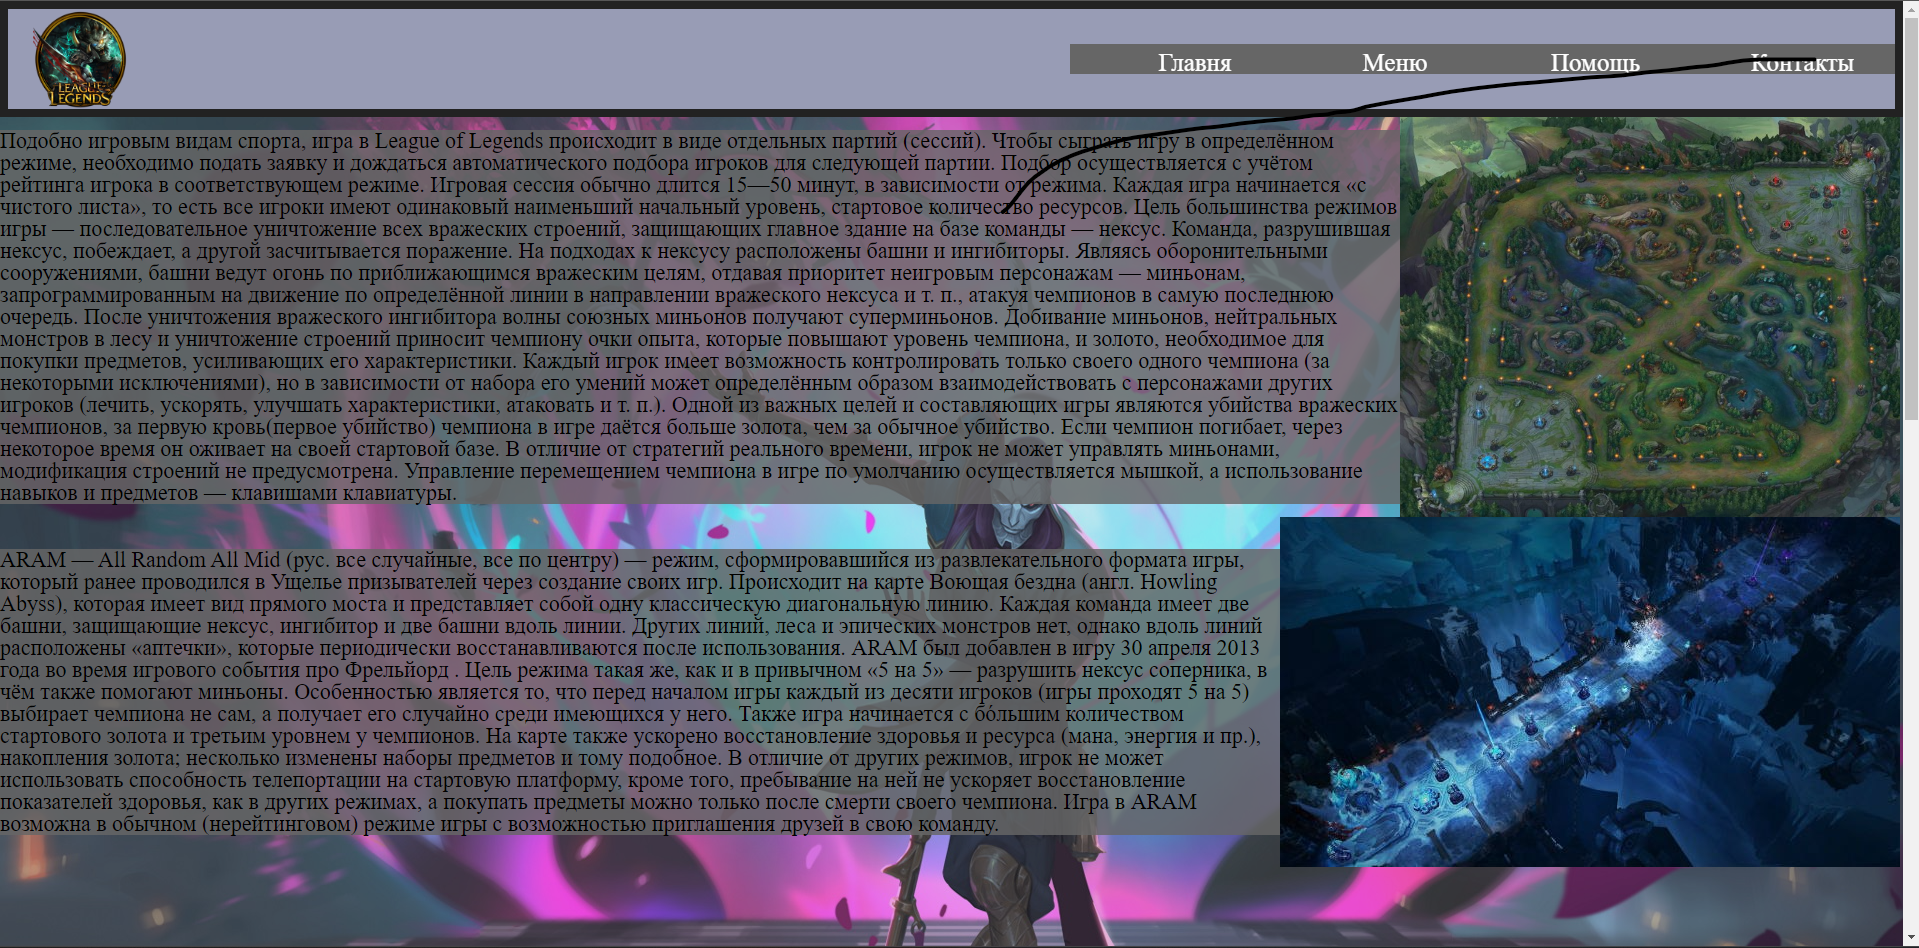 LEAGUE
LEGENDS
Главня Меню Помощь Контакты
Подобно игровым видам спорта, игра в League of Legends происходит в виде отдельных партий (сессий). Чтобы сыграть игру в определённом
режиме, необходимо подать заявку и дождаться автоматического подбора игроков для следующей партии. Подбор осуществляется с учётом
рейтинга игрока в соответствующем режиме. Игровая сессия обычно длится 15—50 минут, в зависимости от режима. Каждая игра начинается «с
чистого листа», то есть все игроки имеют одинаковый наименьший начальный уровень, стартовое количество ресурсов. Цель большинства режимов
игры — последовательное уничтожение всех вражеских строений, защищающих главное здание на базе команды — нексус. Команда, разрушившая
нексус, побеждает, а другой засчитывается поражение. На подходах к нексусу расположены башни и ингибиторы. Являясь оборонительными
сооружениями, башни ведут огонь по приближающимся вражеским целям, отдавая приоритет неигровым персонажам — миньонам,
запрограммированным на движение по определённой линии в направлении вражеского нексуса и т. п., атакуя чемпионов в самую последнюю
очередь. После уничтожения вражеского ингибитора волны союзных миньонов получают суперминьонов. Добивание миньонов, нейтральных
монстров в лесу и уничтожение строений приносит чемпиону очки опыта, которые повышают уровень чемпиона, и золото, необходимое для
покупки предметов, усиливающих его характеристики. Каждый игрок имеет возможность контролировать только своего одного чемпиона (за
некоторыми исключениями), но в зависимости от набора его умений может определённым образом взаимодействовать с персонажами других
игроков (лечить, ускорять, улучшать характеристики, атаковать и т. п.). Одной из важных целей и составляющих игры являются убийства вражеских
чемпионов, за первую кровь(первое убийство) чемпиона в игре даётся больше золота, чем за обычное убийство. Если чемпион погибает, через
некоторое время он оживает на своей стартовой базе. В отличие от стратегий реального времени, игрок не может управлять миньонами,
модификация строений не предусмотрена. Управление перемещением чемпиона в игре по умолчанию осуществляется мышкой, а использование
навыков и предметов — клавишами клавиатуры.
ARAM — All Random All Mid (рус. все случайные, все по центру) — режим, сформировавшийся из развлекательного формата игры,
который ранее проводился в Ущелье призывателей через создание своих игр. Происходит на карте Воющая бездна (англ. Howling
Abyss), которая имеет вид прямого моста и представляет собой одну классическую диагональную линию. Каждая команда имеет две
башни, защищающие нексус, ингибитор и две башни вдоль линии. Других линий, леса и эпических монстров нет, однако вдоль линий
расположены «аптечки», которые периодически восстанавливаются после использования. ARAM был добавлен в игру 30 апреля 2013
года во время игрового события про Фрельйорд . Цель режима такая же, как и в привычном «5 на 5» — разрушить нексус соперника, в
чём также помогают миньоны. Особенностью является то, что перед началом игры каждый из десяти игроков (игры проходят 5 на 5)
выбирает чемпиона не сам, а получает его случайно среди имеющихся у него. Также игра начинается с бо́льшим количеством
стартового золота и третьим уровнем у чемпионов. На карте также ускорено восстановление здоровья и ресурса (мана, энергия и пр.),
накопления золота; несколько изменены наборы предметов и тому подобное. В отличие от других режимов, игрок не может
использовать способность телепортации на стартовую платформу, кроме того, пребывание на ней не ускоряет восстановление
показателей здоровья, как в других режимах, а покупать предметы можно только после смерти своего чемпиона. Игра в ARAM
возможна в обычном (нерейтинговом) режиме игры с возможностью приглашения друзей в свою команду.